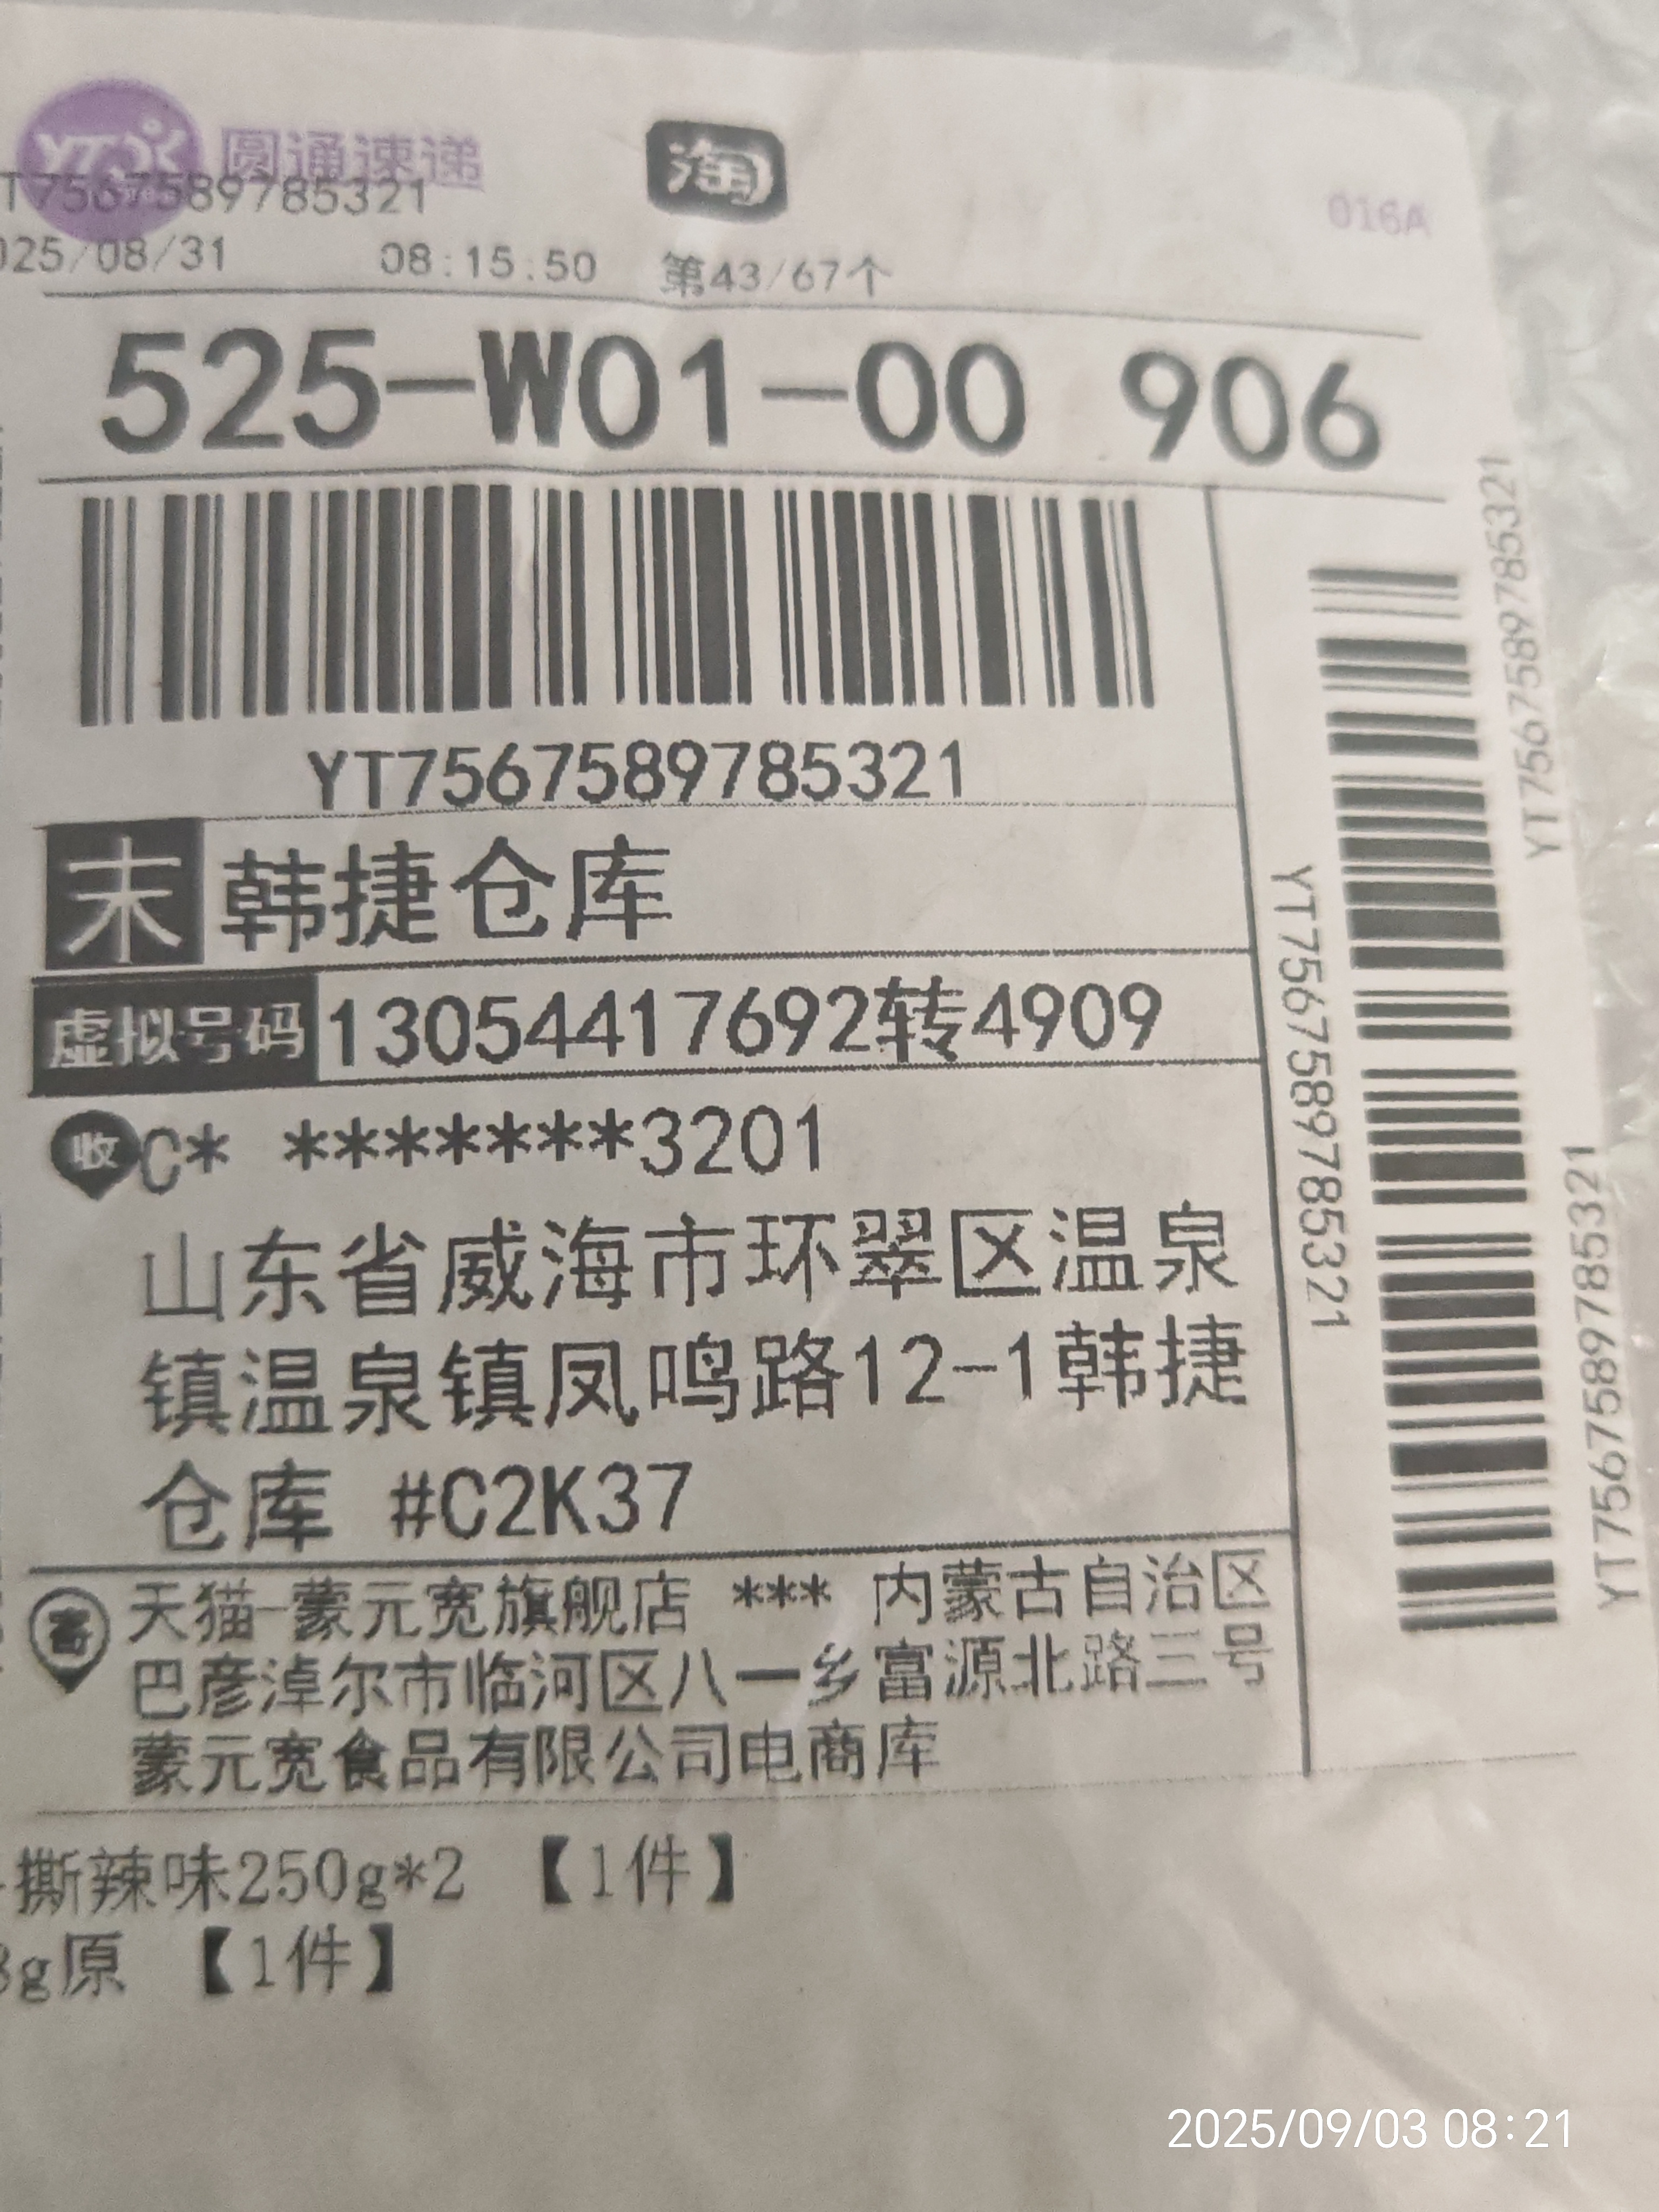 圆通速递
淘
016A
T7567589785321
025/08/31 08:15:50 第43/67个
525-W01-00 906
YT7567589785321
末 韩捷仓库
虚拟号码 13054417692转4909
收 C* *******3201
山东省威海市环翠区温泉
镇温泉镇凤鸣路12-1韩捷
仓库 #C2K37
寄 天猫-蒙元宽旗舰店 *** 内蒙古自治区
巴彦淖尔市临河区八一乡富源北路三号
蒙元宽食品有限公司电商库
撕辣味250g*2 【1件】
8g原 【1件】
YT7567589785321
YT7567589785321
YT7567589785321
2025/09/03 08:21